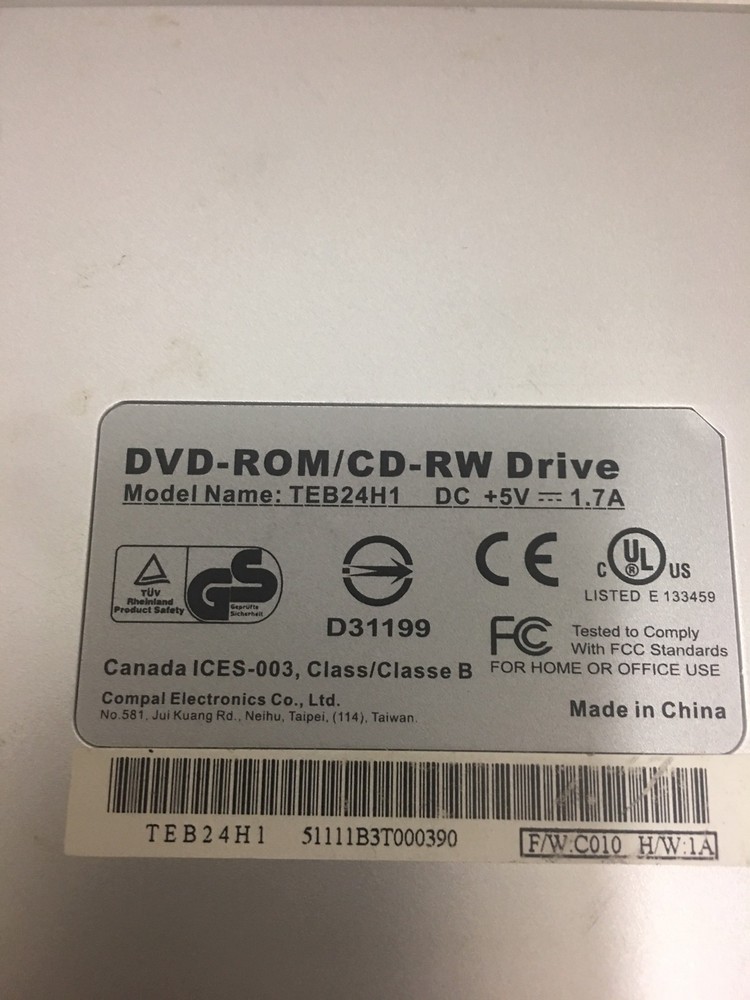 DVD-ROM/CD-RW Drive
Model Name: TEB24H1 DC +5V ⎓ 1.7A
TÜV
Rheinland
Product Safety
GS
Geprüfte
Sicherheit
D31199
CE
C UL ® US
LISTED E 133459
FC
Tested to Comply
With FCC Standards
FOR HOME OR OFFICE USE
Canada ICES-003, Class/Classe B
Compal Electronics Co., Ltd.
No.581, Jui Kuang Rd., Neihu, Taipei, (114), Taiwan.
Made in China
TEB24H1 51111B3T000390 F/W:C010 H/W:1A